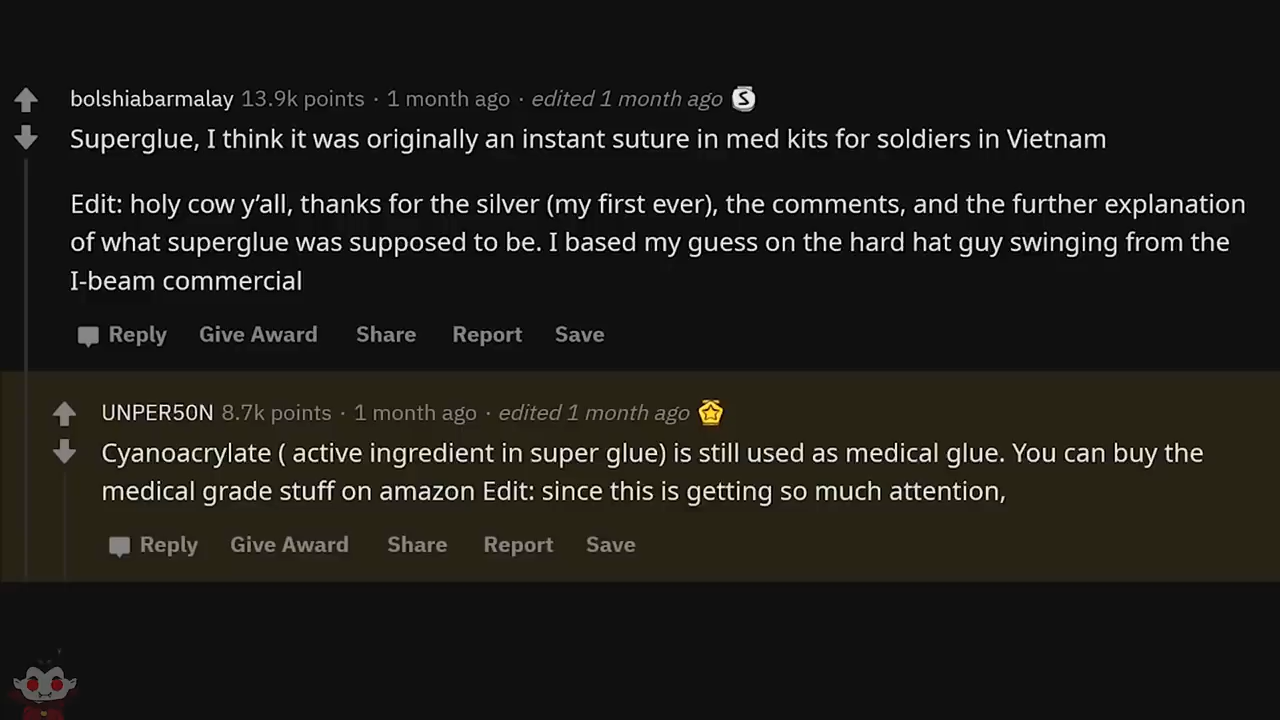 bolshiabarmalay 13.9k points · 1 month ago · edited 1 month ago S
Superglue, I think it was originally an instant suture in med kits for soldiers in Vietnam
Edit: holy cow y’all, thanks for the silver (my first ever), the comments, and the further explanation
of what superglue was supposed to be. I based my guess on the hard hat guy swinging from the
I-beam commercial
Reply Give Award Share Report Save
UNPER50N 8.7k points · 1 month ago · edited 1 month ago
Cyanoacrylate ( active ingredient in super glue) is still used as medical glue. You can buy the
medical grade stuff on amazon Edit: since this is getting so much attention,
Reply Give Award Share Report Save